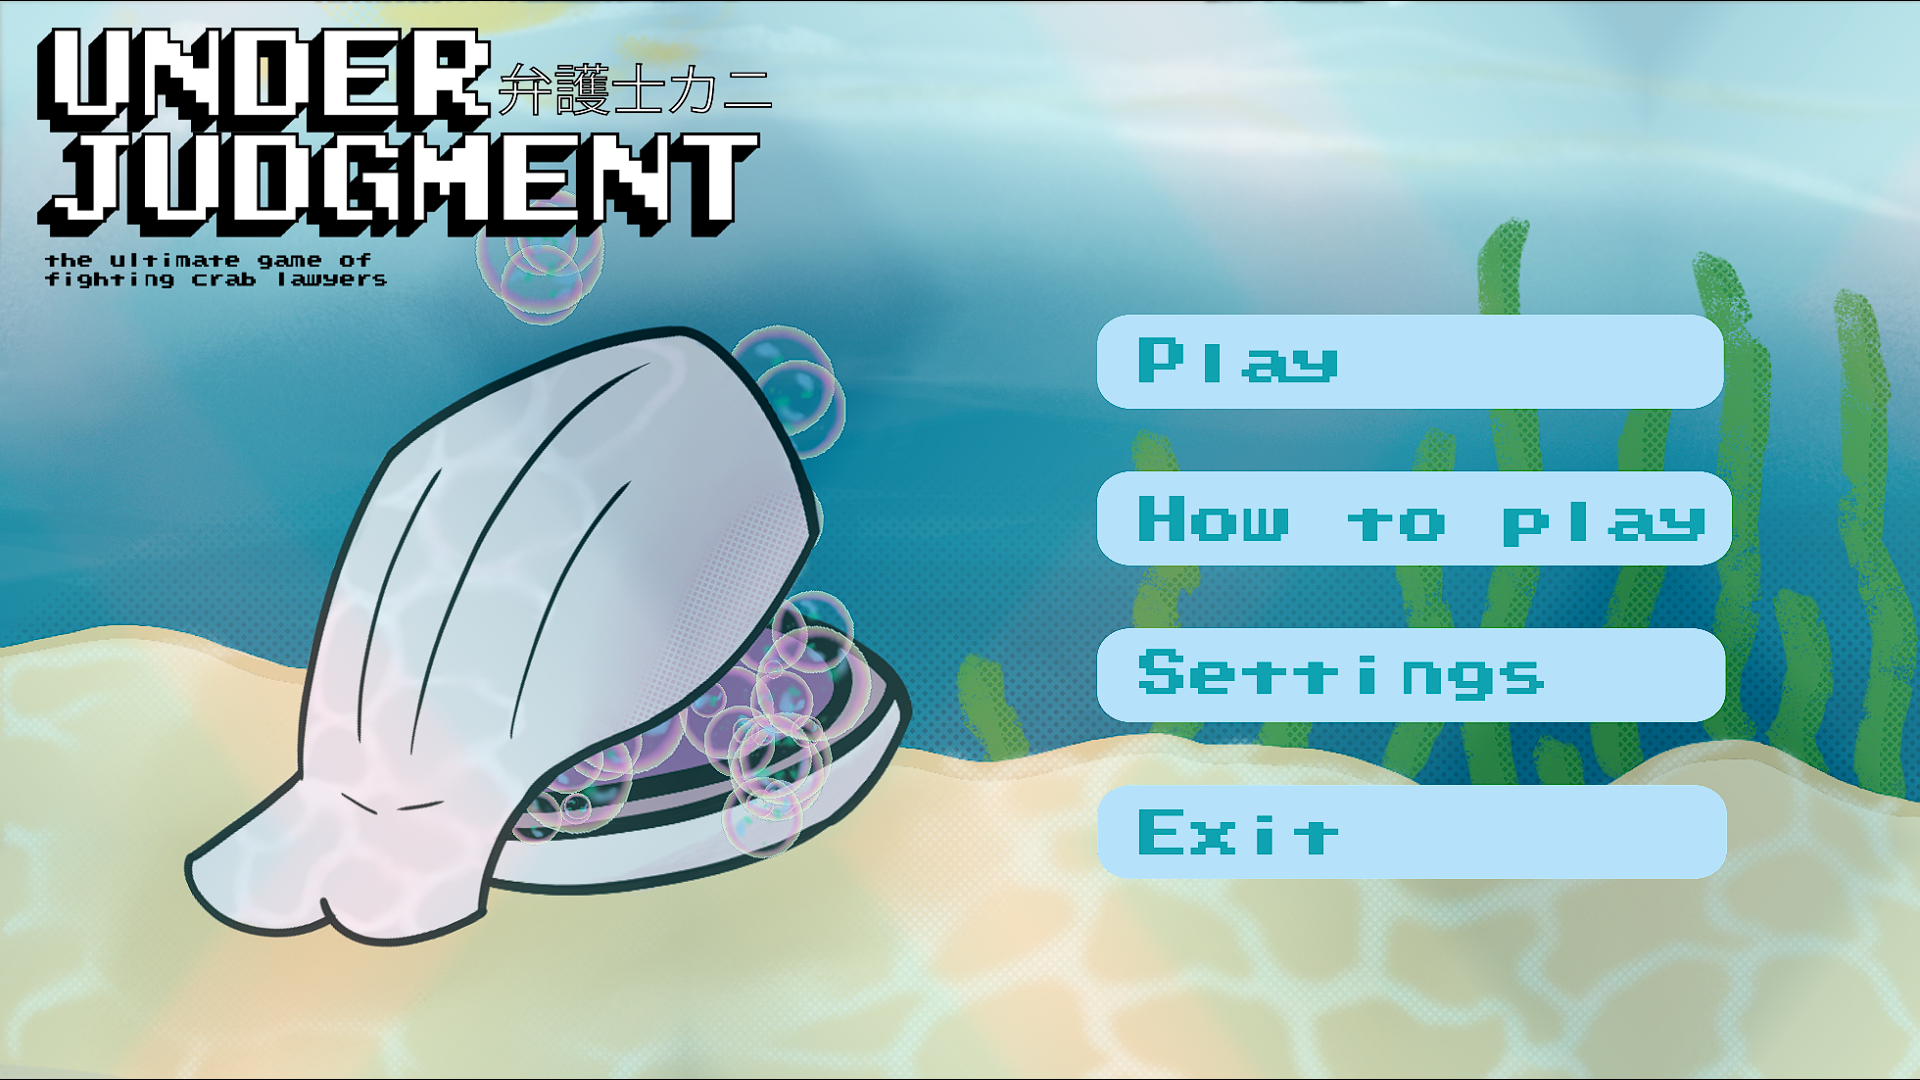 UNDER 弁護士カニ
JUDGMENT
the ultimate game of
fighting crab lawyers
Play
How to play
Settings
Exit